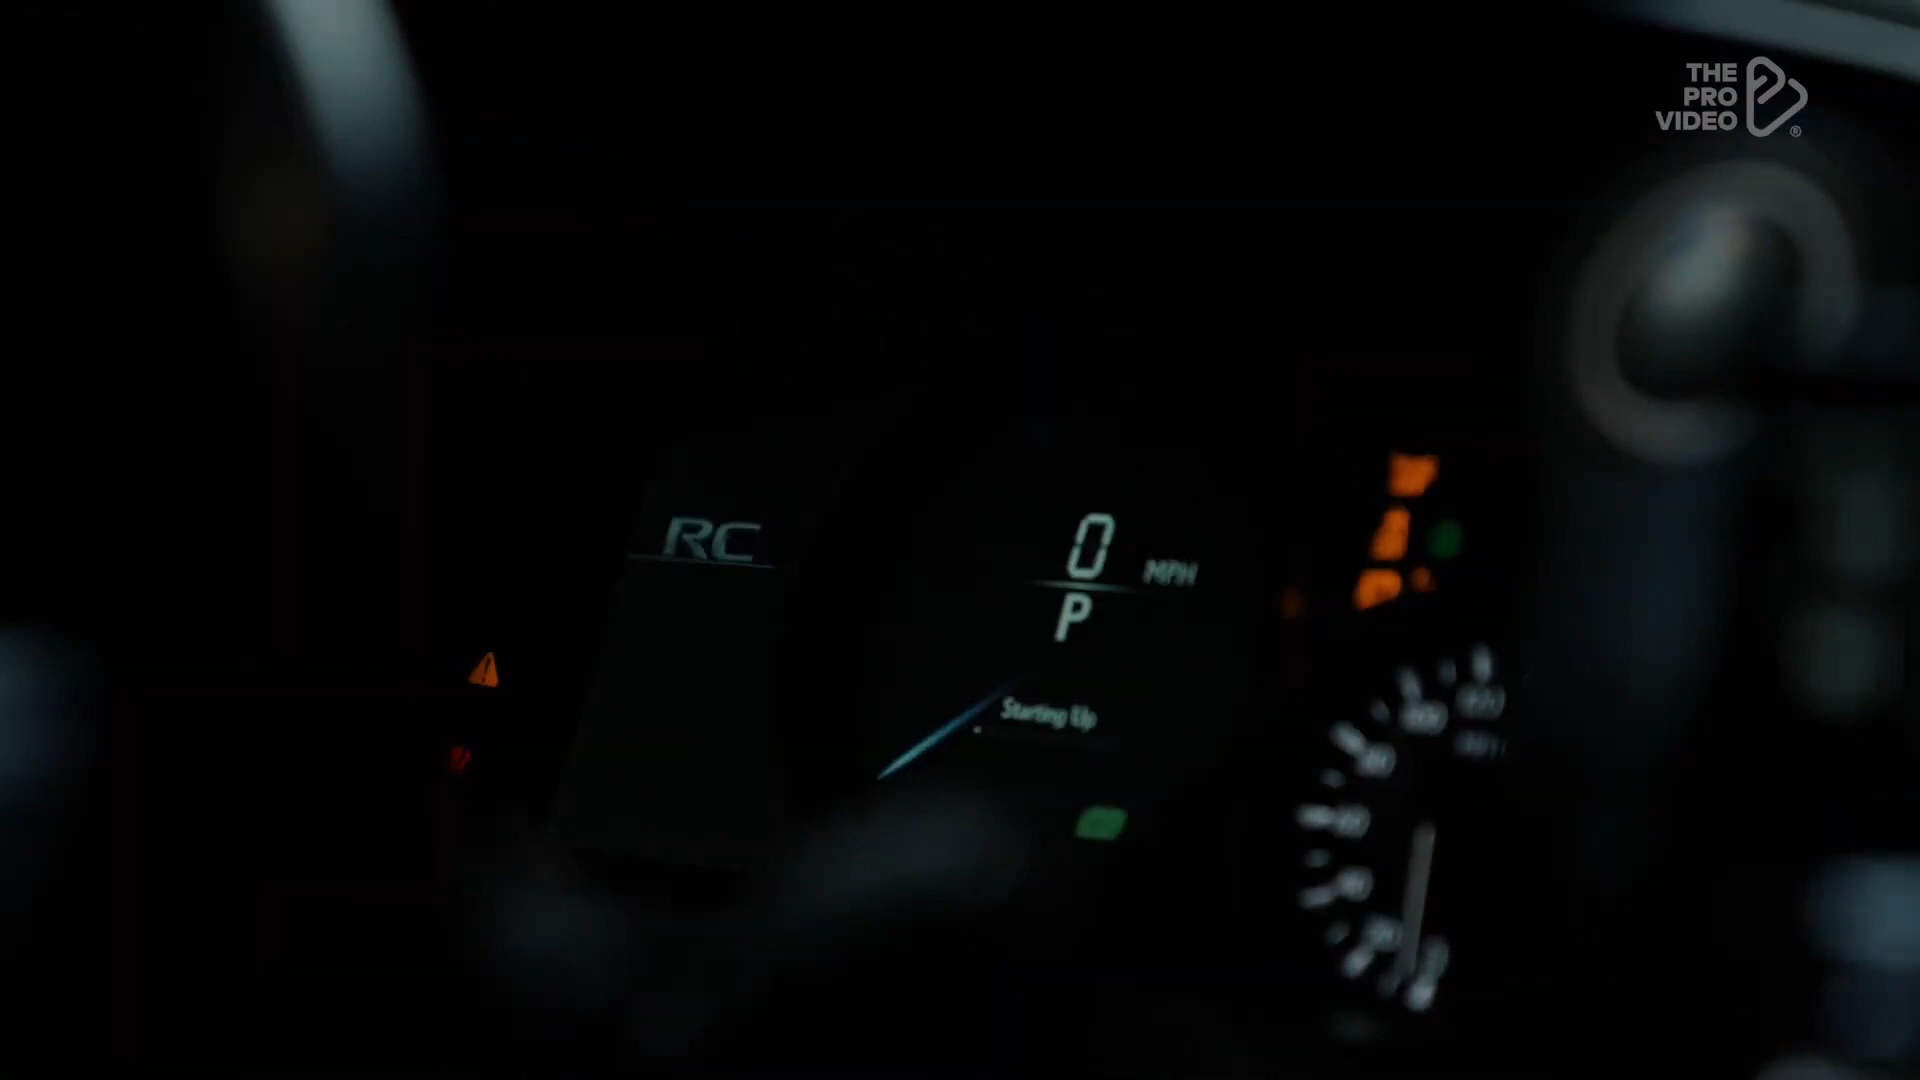 THE
PRO
VIDEO
®
RC
0 MPH
P
Starting Up